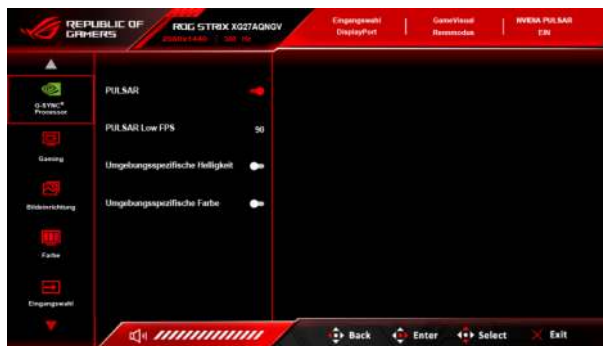 REPUBLIC OF
GAMERS
ROG STRIX XG27AQNGV
Eingangswahl
DisplayPort
GameVisual
Rennmodus
NVIDIA PULSAR
EIN
G-SYNC®
Prozessor
PULSAR
PULSAR Low FPS 90
Gaming
Umgebungsspezifische Helligkeit
Bildeinrichtung
Umgebungsspezifische Farbe
Farbe
Eingangswahl
Back
Enter
Select
Exit